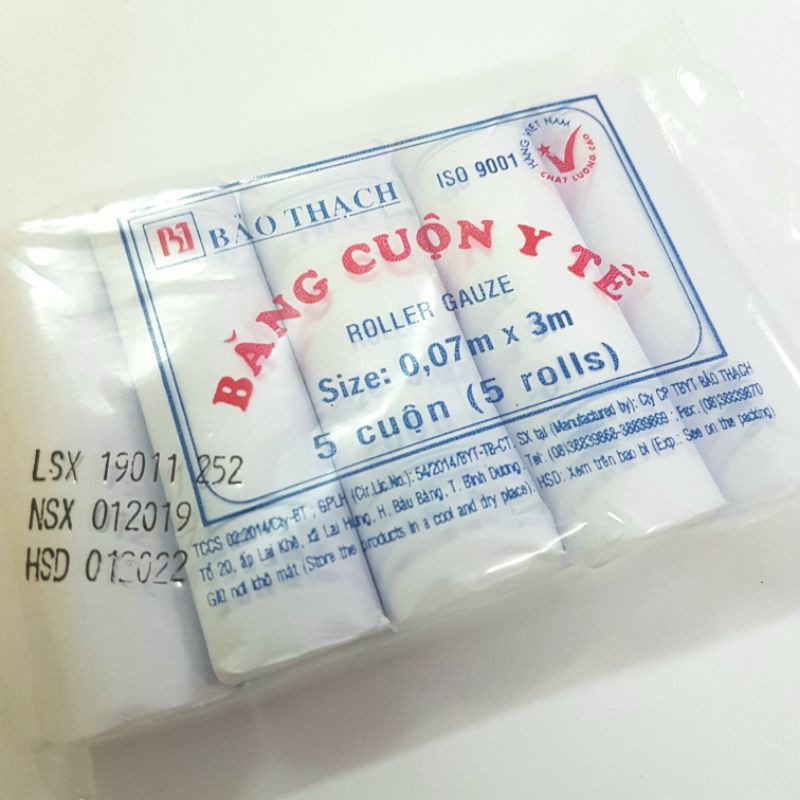 BT BẢO THẠCH
ISO 9001
HÀNG VIỆT NAM
CHẤT LƯỢNG CAO
BĂNG CUỘN Y TẾ
ROLLER GAUZE
Size: 0,07m x 3m
5 cuộn (5 rolls)
LSX 19011 252
NSX 012019
HSD 012022
TCCS 02:2014/Cty-BT ; GPLH (Cir.Lic.No.): 54/2014/BYT-TB-CT. SX tại (Manufactured by): Cty CP TBYT BẢO THẠCH
Tổ 20, ấp Lai Khê, xã Lai Hưng, H. Bàu Bàng, T. Bình Dương. Tel: (08)38839868-38839869 ; Fax: (08)38839870
Giữ nơi khô mát (Store the products in a cool and dry place). HSD: Xem trên bao bì (Exp.: See on the packing)